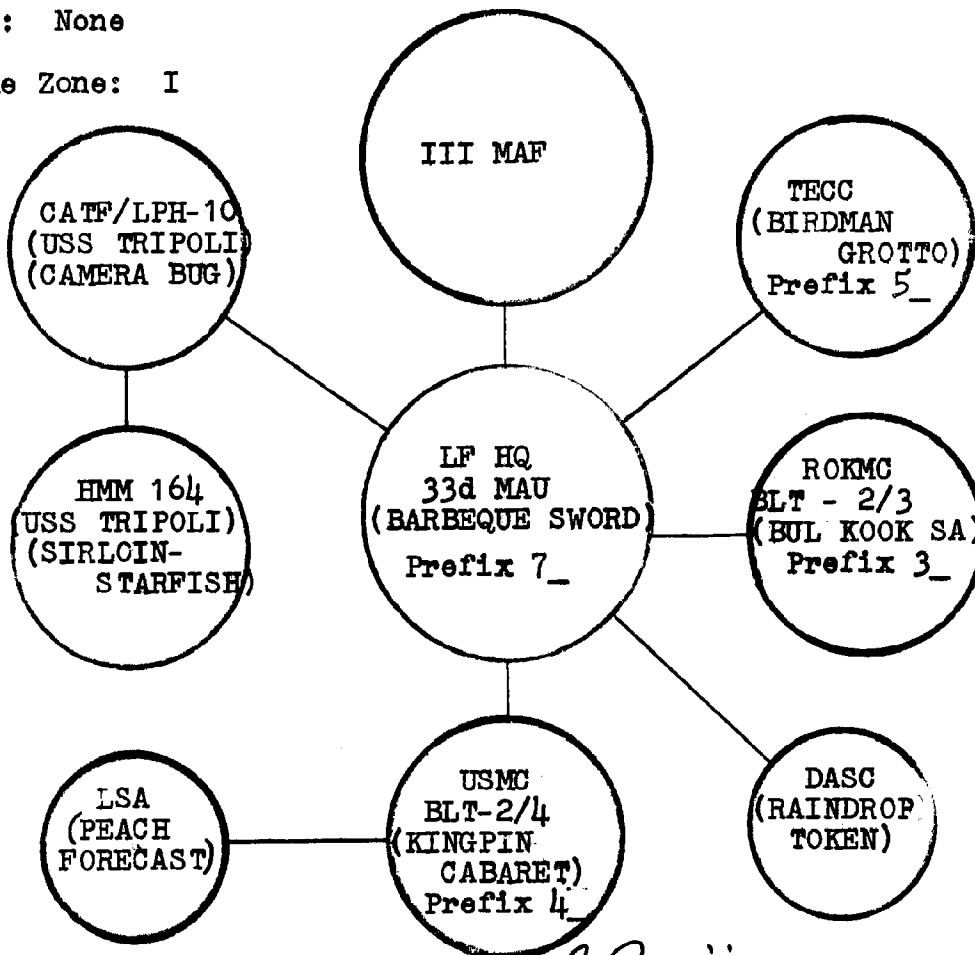 : None
e Zone: I
III MAF
CATF/LPH-10
(USS TRIPOLI)
(CAMERA BUG)
TECC
(BIRDMAN
GROTTO)
Prefix 5_
HMM 164
(USS TRIPOLI)
(SIRLOIN-
STARFISH)
LF HQ
33d MAU
(BARBEQUE SWORD)
Prefix 7_
ROKMC
BLT - 2/3
(BUL KOOK SA)
Prefix 3_
LSA
(PEACH
FORECAST)
USMC
BLT-2/4
(KINGPIN
CABARET)
Prefix 4_
DASC
(RAINDROP
TOKEN)